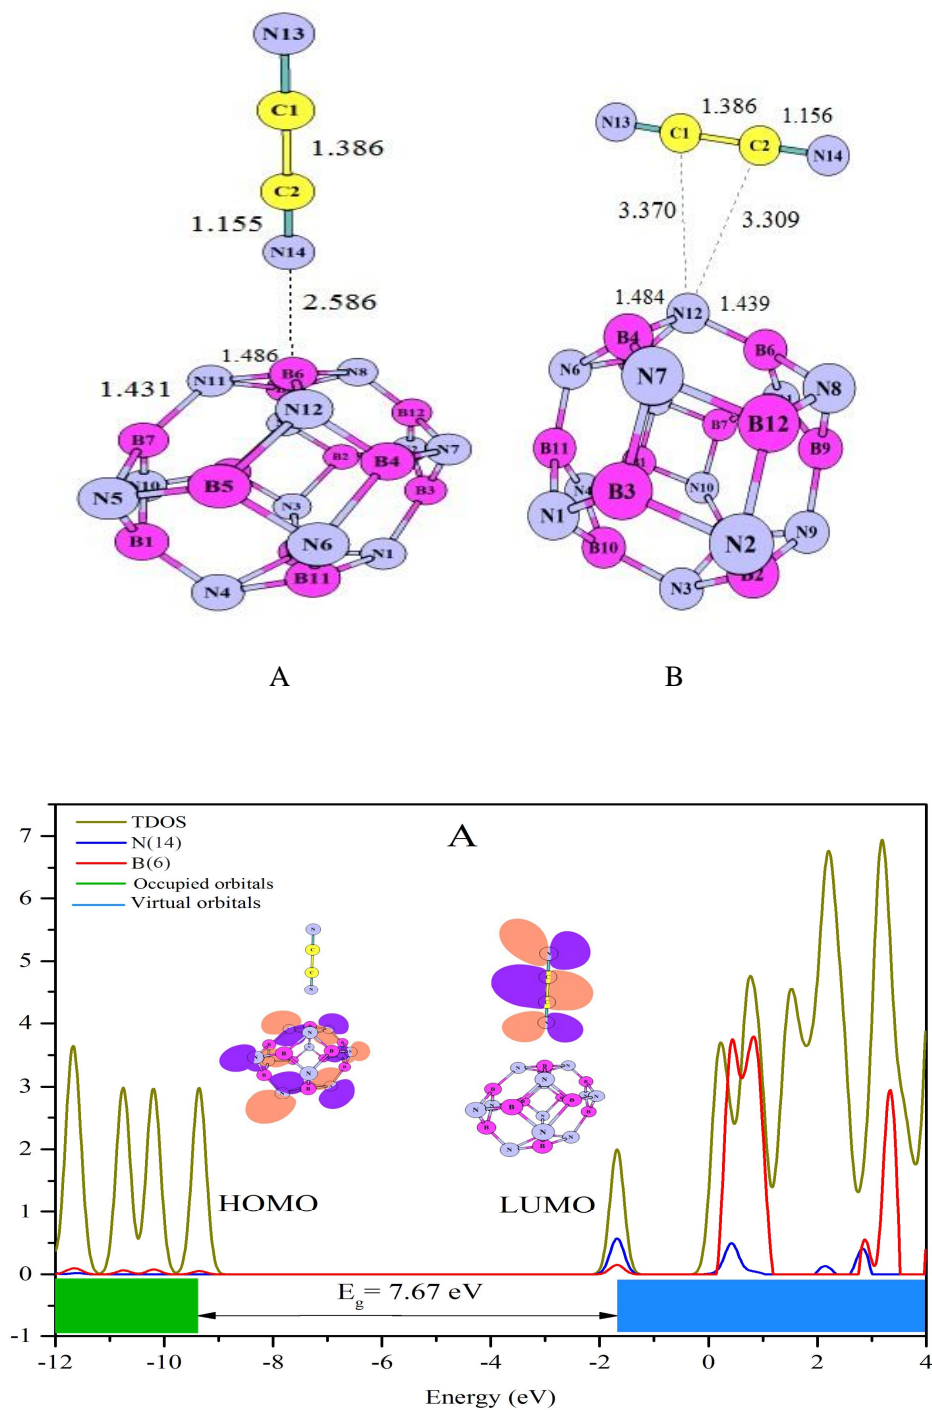 N13
C1
1.386
C2
1.155
N14
2.586
1.486
B6
N8
1.431
N11
N12
B12
B7
B2
B4
N7
N5
N10
B5
B3
N3
B1
N6
N1
B11
N4
A
1.386
1.156
N13
C1
C2
N14
3.370
3.309
1.484
1.439
N12
B4
B6
N6
N7
N8
B7
B12
B11
B9
N4
B3
N10
N1
N2
N9
B10
B2
N3
B
TDOS
N(14)
B(6)
Occupied orbitals
Virtual orbitals
A
7
6
5
4
3
2
1
0
-1
HOMO
LUMO
Eg= 7.67 eV
-12 -10 -8 -6 -4 -2 0 2 4
Energy (eV)